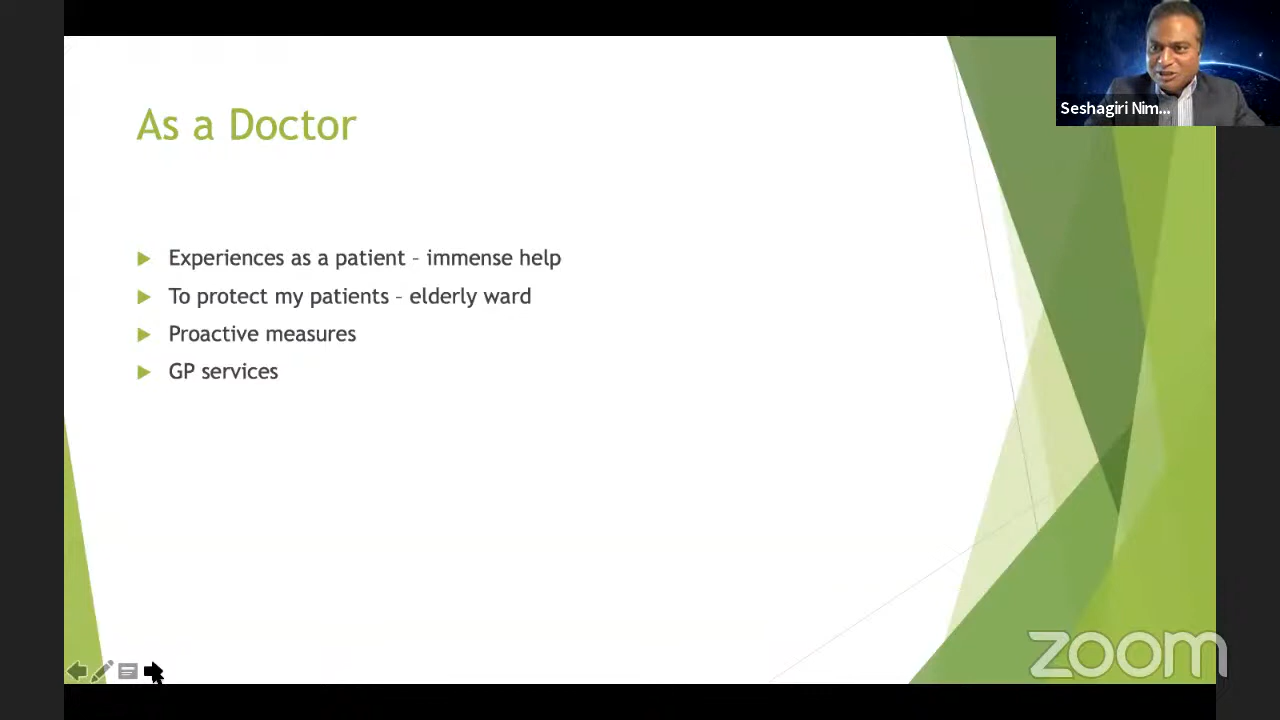 As a Doctor
Seshagiri Nim...
Experiences as a patient – immense help
To protect my patients – elderly ward
Proactive measures
GP services
zoom